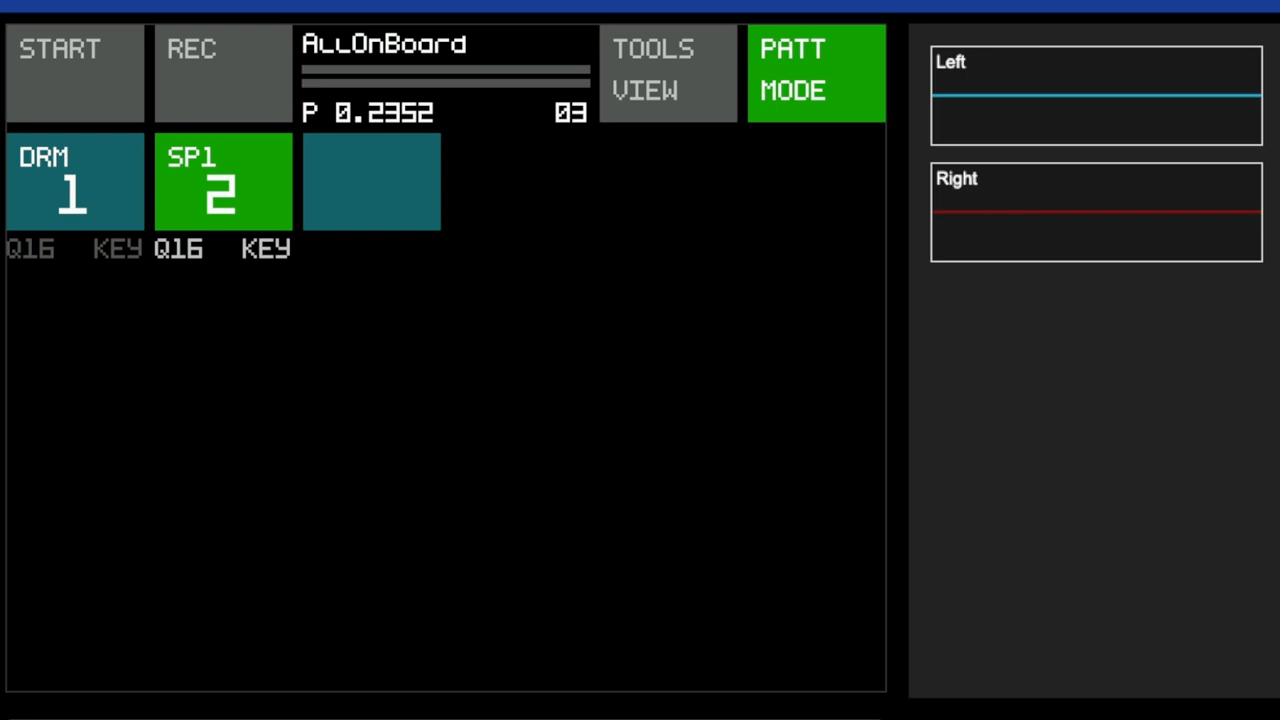 START
REC
AllOnBoard
TOOLS
VIEW
PATT
MODE
P 0.2352 03
DRM
1
SP1
2
Q16 KEY
Q16 KEY
Left
Right